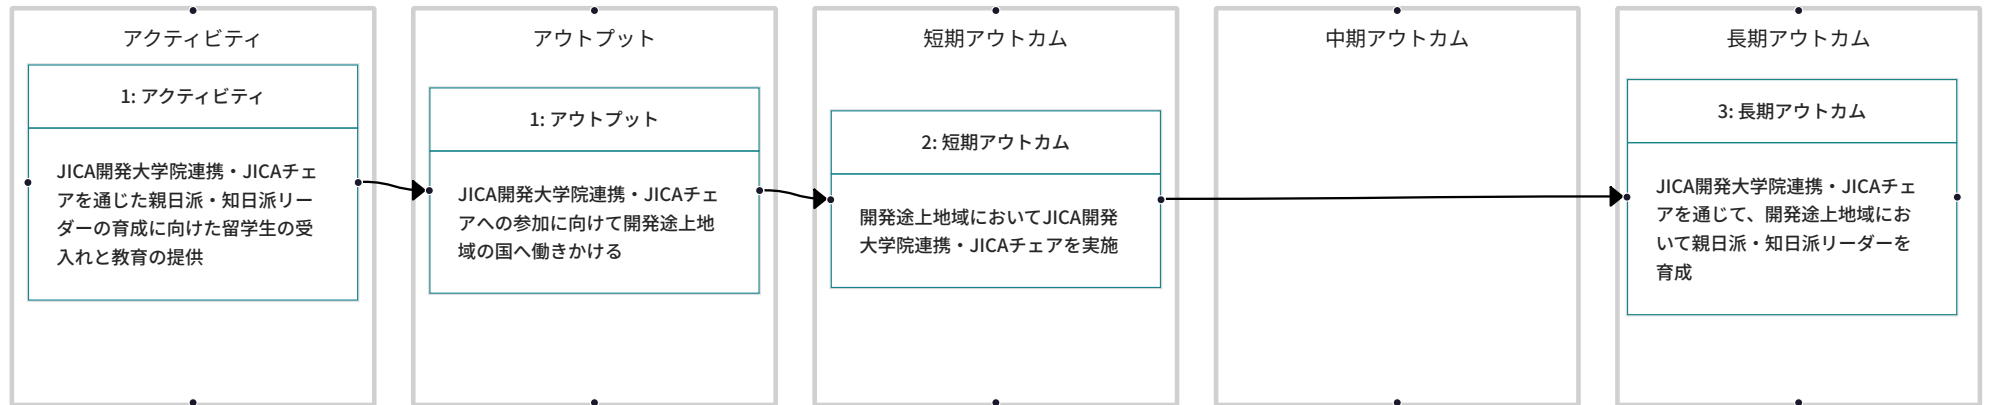 アクティビティ
1: アクティビティ
JICA開発大学院連携・JICAチェ
アを通じた親日派・知日派リー
ダーの育成に向けた留学生の受
入れと教育の提供
アウトプット
1: アウトプット
JICA開発大学院連携・JICAチェ
アへの参加に向けて開発途上地
域の国へ働きかける
短期アウトカム
2: 短期アウトカム
開発途上地域においてJICA開発
大学院連携・JICAチェアを実施
中期アウトカム
長期アウトカム
3: 長期アウトカム
JICA開発大学院連携・JICAチェ
アを通じて、開発途上地域にお
いて親日派・知日派リーダーを
育成